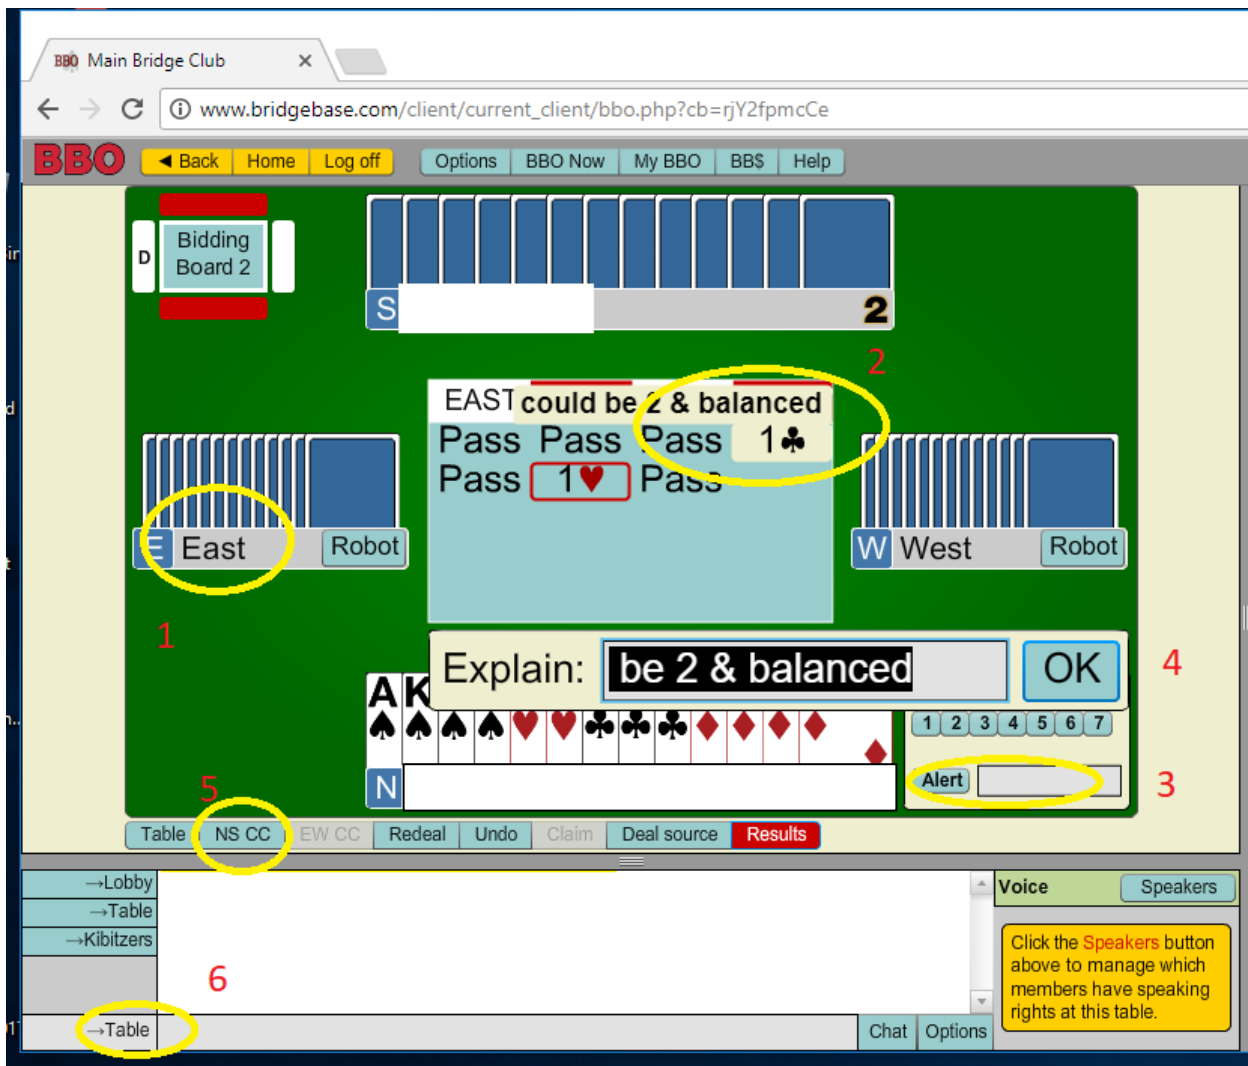 BBO Main Bridge Club
www.bridgebase.com/client/current_client/bbo.php?cb=rjY2fpmcCe
BBO Back Home Log off Options BBO Now My BBO BB$ Help
D
Bidding
Board 2
S 2
2
EAST could be 2 & balanced
Pass Pass Pass 1♣
Pass 1♥ Pass
E East Robot
W West Robot
1
Explain: be 2 & balanced OK
4
A K
1 2 3 4 5 6 7
Alert
3
N
5
Table NS CC EW CC Redeal Undo Claim Deal source Results
→Lobby
→Table
→Kibitzers
6
→Table
Chat Options
Voice Speakers
Click the Speakers button
above to manage which
members have speaking
rights at this table.